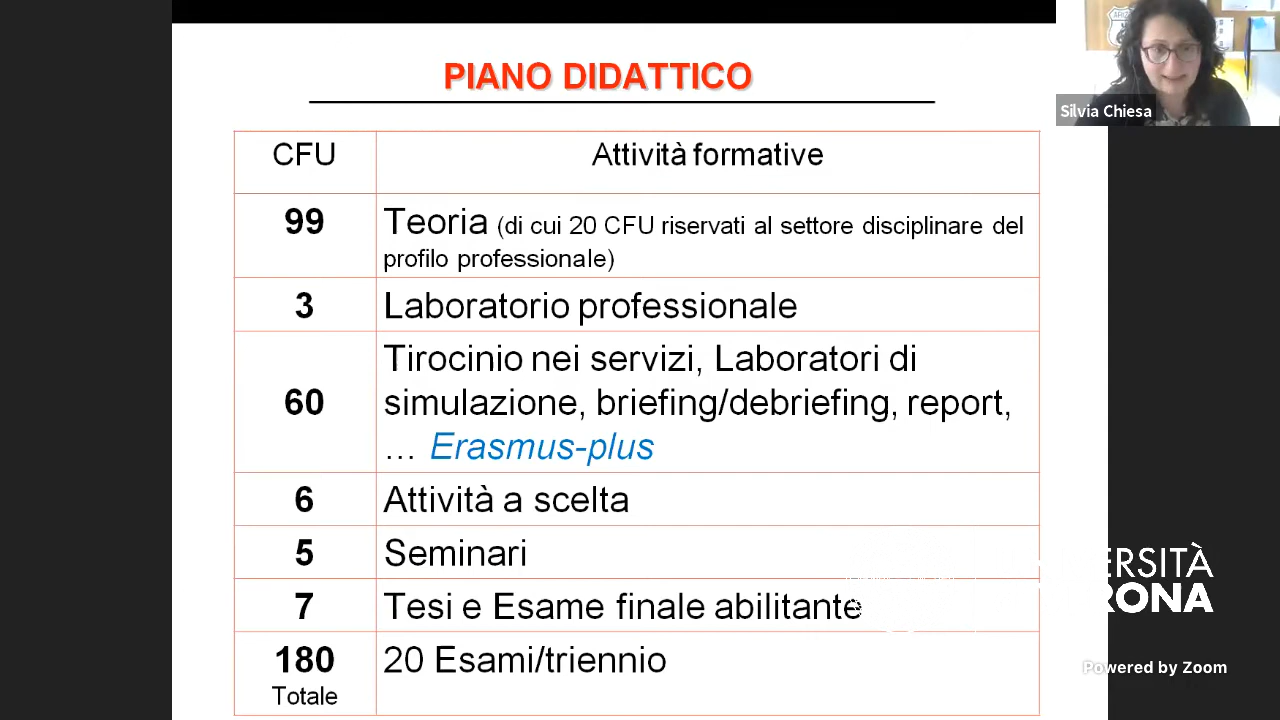 PIANO DIDATTICO
CFU Attività formative
99 Teoria (di cui 20 CFU riservati al settore disciplinare del
profilo professionale)
3 Laboratorio professionale
Tirocinio nei servizi, Laboratori di
60 simulazione, briefing/debriefing, report,
… Erasmus-plus
6 Attività a scelta
5 Seminari
7 Tesi e Esame finale abilitante
180 20 Esami/triennio
Totale
Silvia Chiesa
ERSITÀ
RONA
Powered by Zoom